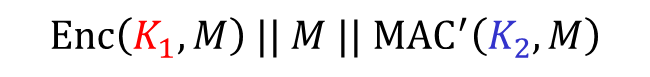 Enc(K₁, M) || M || MAC′(K₂, M)